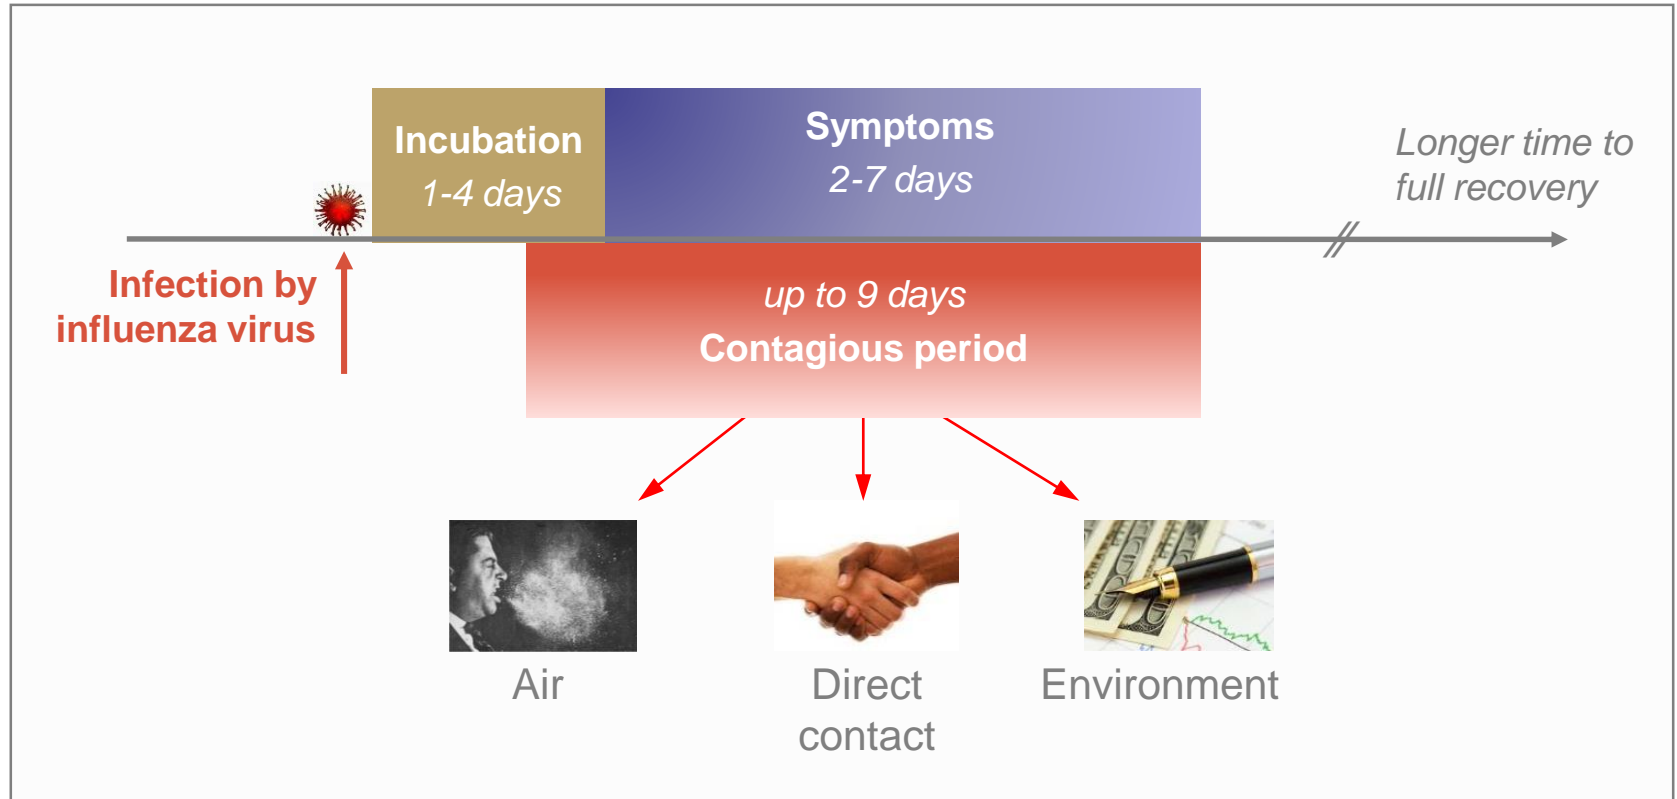 Incubation
1-4 days
Symptoms
2-7 days
Longer time to
full recovery
Infection by
influenza virus
up to 9 days
Contagious period
Air
Direct
contact
Environment